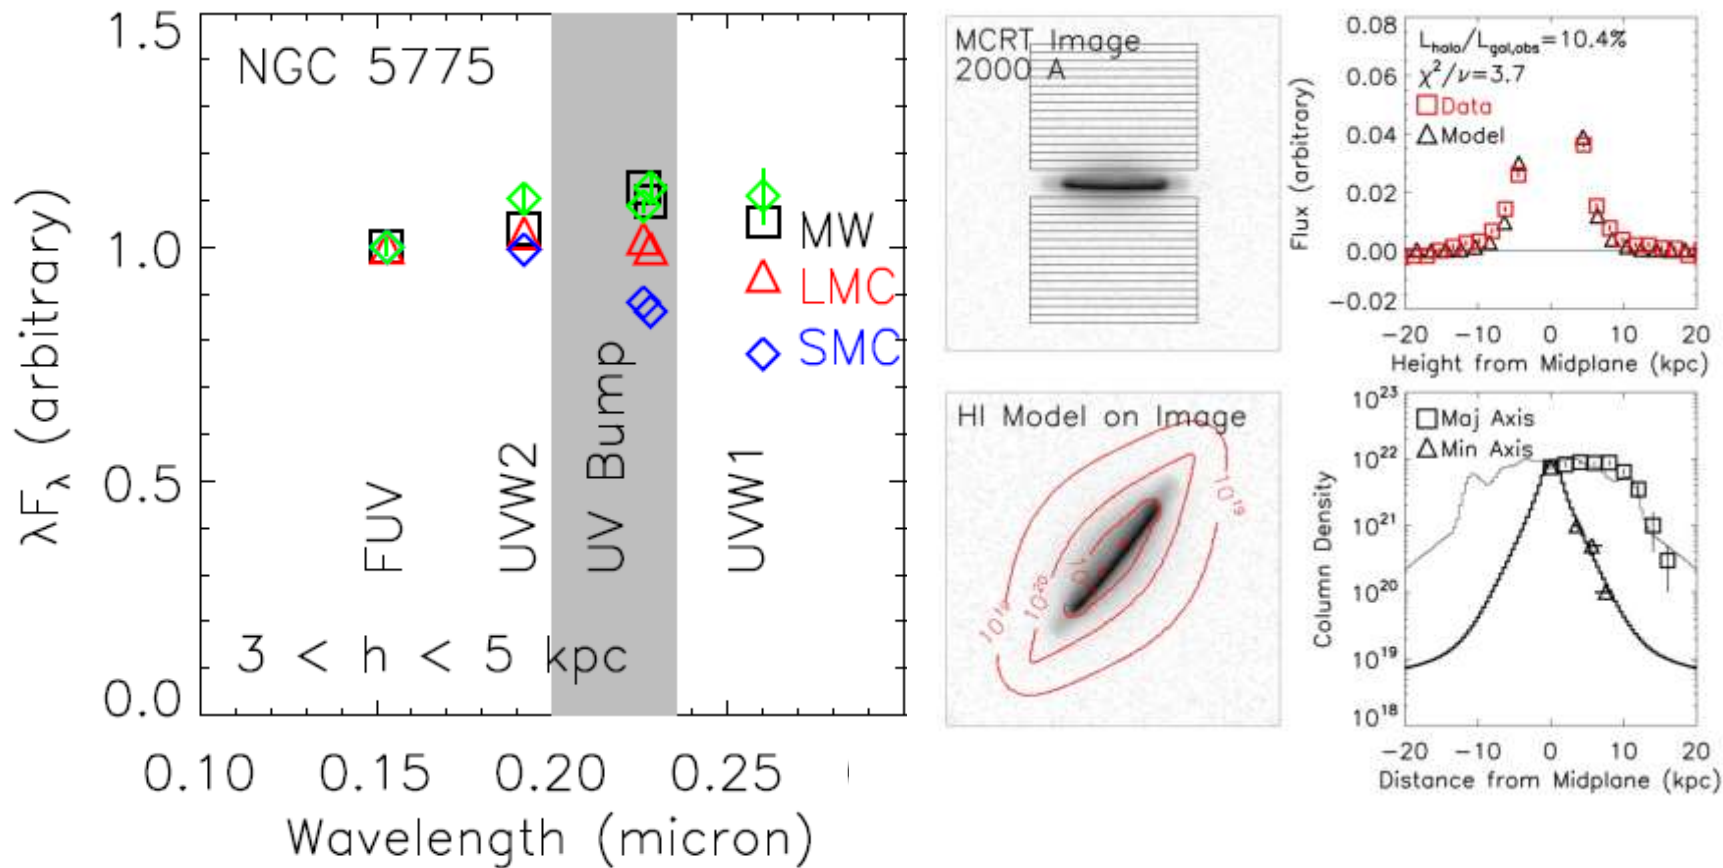 NGC 5775
1.5
1.0
0.5
0.0
λFλ (arbitrary)
MW
LMC
SMC
FUV
UVW2
UV Bump
UVW1
3 < h < 5 kpc
0.10 0.15 0.20 0.25
Wavelength (micron)
MCRT Image
2000 A
L_halo/L_gal,obs=10.4%
χ²/ν=3.7
Data
Model
0.08
0.06
0.04
0.02
0.00
−0.02
Flux (arbitrary)
−20 −10 0 10 20
Height from Midplane (kpc)
HI Model on Image
10¹⁹
10¹⁹
10²⁰
Maj Axis
Min Axis
10²³
10²²
10²¹
10²⁰
10¹⁹
10¹⁸
Column Density
−20 −10 0 10 20
Distance from Midplane (kpc)